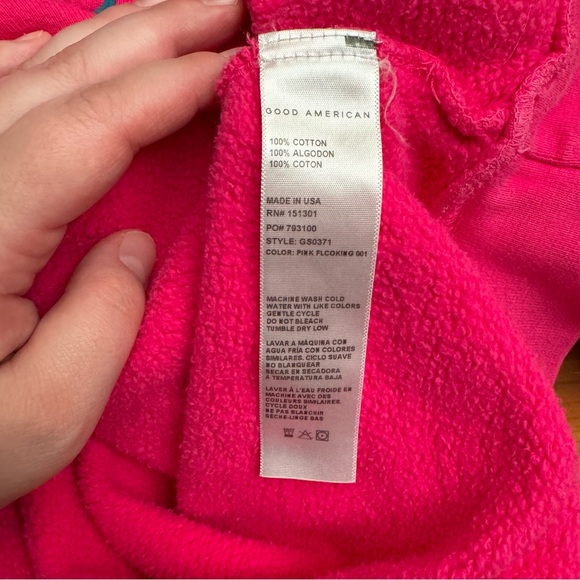 GOOD AMERICAN
100% COTTON
100% ALGODON
100% COTON
MADE IN USA
RN# 151301
PO# 793100
STYLE: GS0371
COLOR: PINK FLCOKING 001
MACHINE WASH COLD
WATER WITH LIKE COLORS
GENTLE CYCLE
DO NOT BLEACH
TUMBLE DRY LOW
LAVAR A MÁQUINA CON
AGUA FRÍA CON COLORES
SIMILARES. CICLO SUAVE
NO BLANQUEAR
SECAR EN SECADORA
A TEMPERATURA BAJA
LAVER À L'EAU FROIDE EN
MACHINE AVEC DES
COULEURS SIMILAIRES
CYCLE DOUX
NE PAS BLANCHIR
SECHE-LINGE BAS